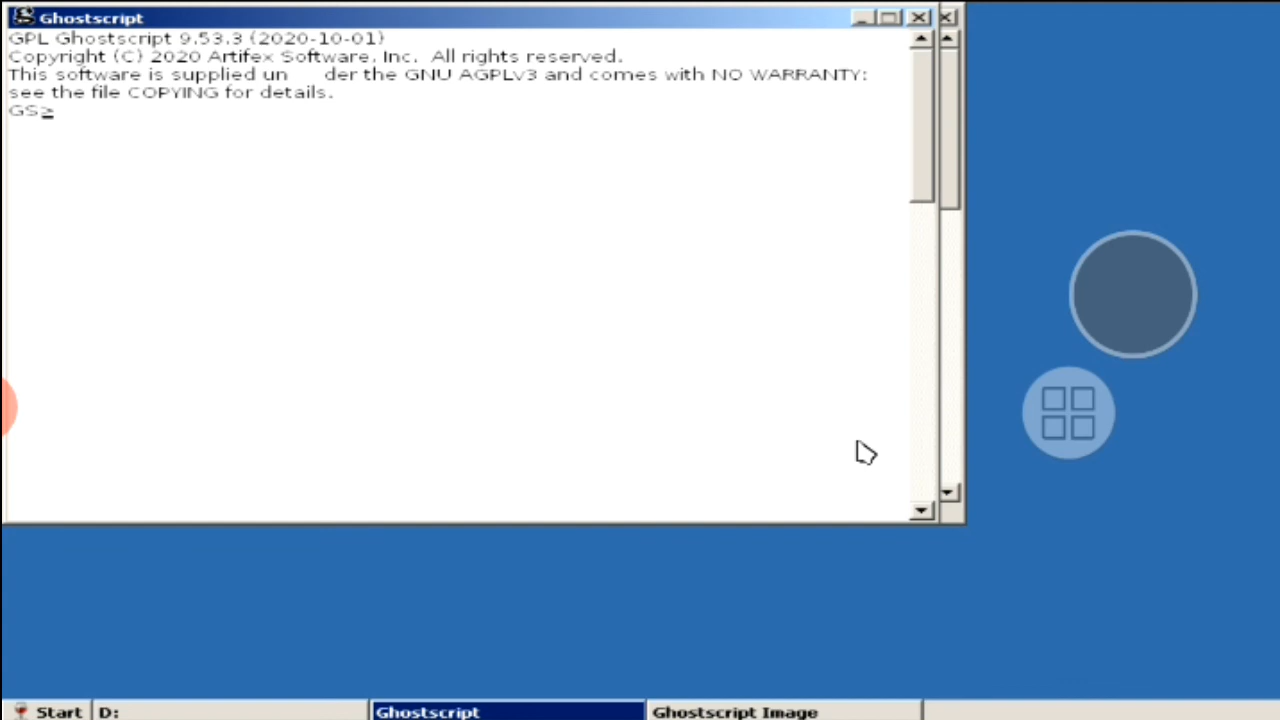 Ghostscript
GPL Ghostscript 9.53.3 (2020-10-01)
Copyright (C) 2020 Artifex Software, Inc.  All rights reserved.
This software is supplied un    der the GNU AGPLv3 and comes with NO WARRANTY:
see the file COPYING for details.
GS>
Start
D:
Ghostscript
Ghostscript Image